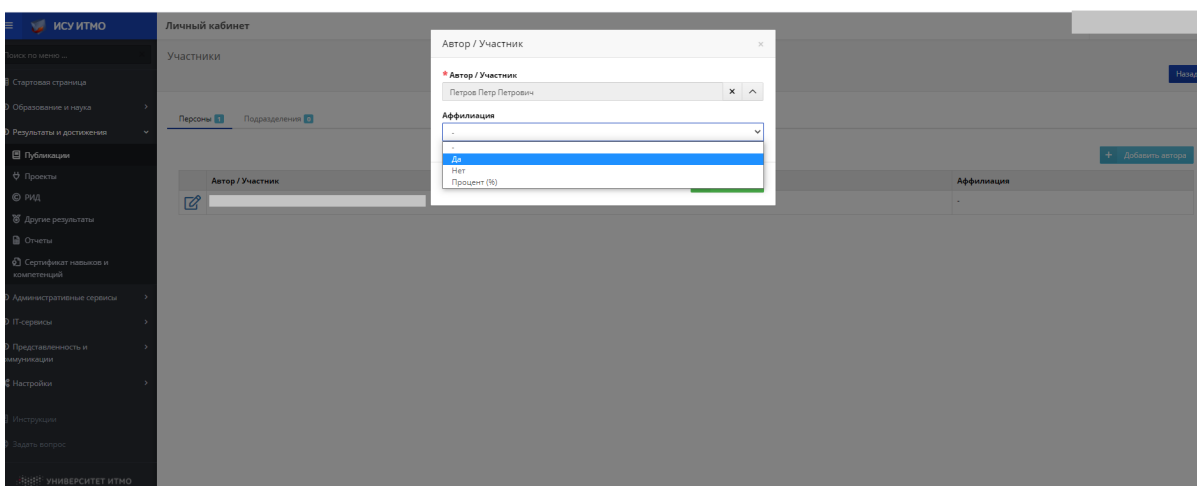 ИСУ ИТМО
Личный кабинет
Поиск по меню ...
Участники
Назад
Стартовая страница
Образование и наука
Результаты и достижения
Публикации
Проекты
РИД
Другие результаты
Отчеты
Сертификат навыков и
компетенций
Административные сервисы
IT-сервисы
Представленность и
коммуникации
Настройки
Инструкции
Задать вопрос
УНИВЕРСИТЕТ ИТМО
Персоны 1 Подразделения 0
+ Добавить автора
Автор / Участник Аффилиация
-
Автор / Участник ×
* Автор / Участник
Петров Петр Петрович
Аффилиация
-
-
Да
Нет
Процент (%)